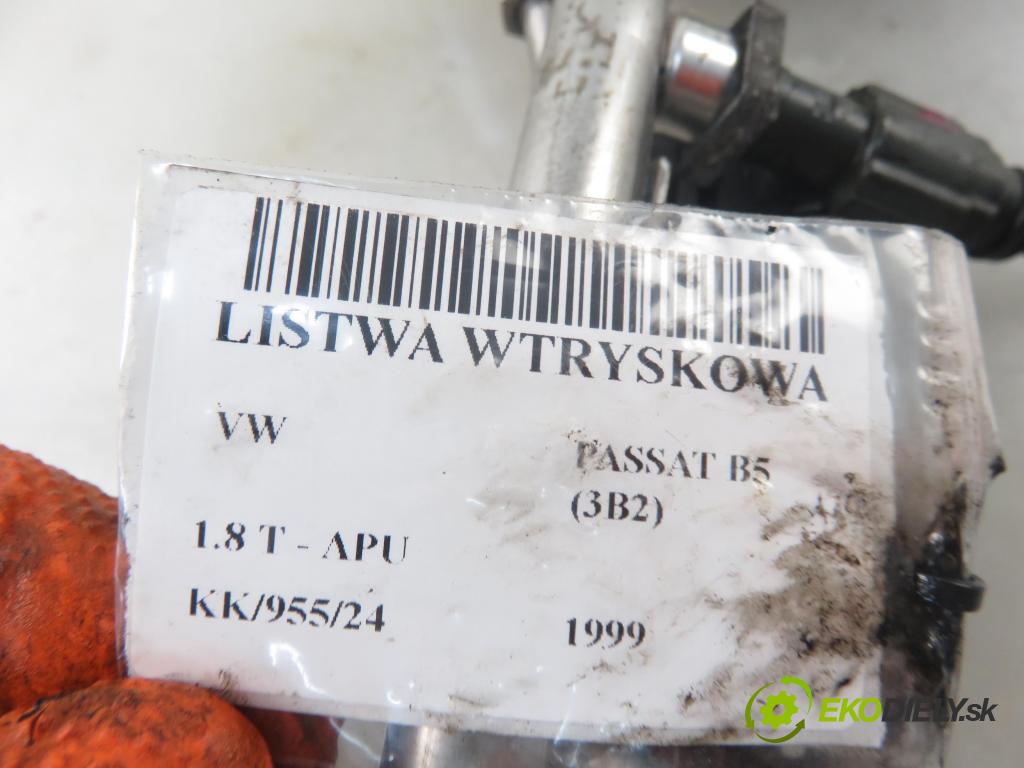 LISTWA WTRYSKOWA
VW
PASSAT B5
(3B2)
1.8 T - APU
KK/955/24
1999
EKODIELY.sk